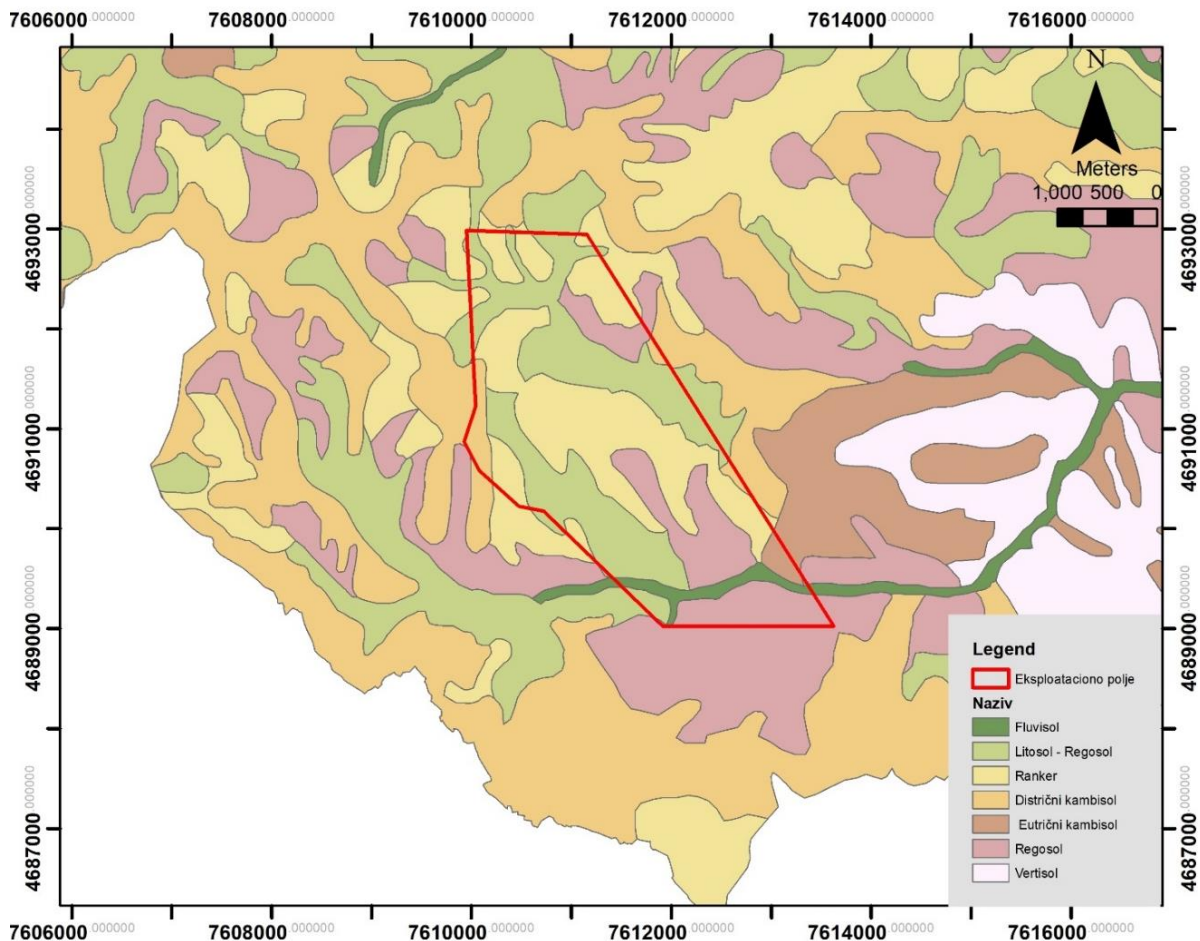 7606000.000000 7608000.000000 7610000.000000 7612000.000000 7614000.000000 7616000.000000
N
Meters
1,000 500 0
4693000.000000 4693000.000000
4691000.000000 4691000.000000
4689000.000000 4689000.000000
4687000.000000 4687000.000000
Legend
Eksploataciono polje
Naziv
Fluvisol
Litosol - Regosol
Ranker
Distrični kambisol
Eutrični kambisol
Regosol
Vertisol
7606000.000000 7608000.000000 7610000.000000 7612000.000000 7614000.000000 7616000.000000